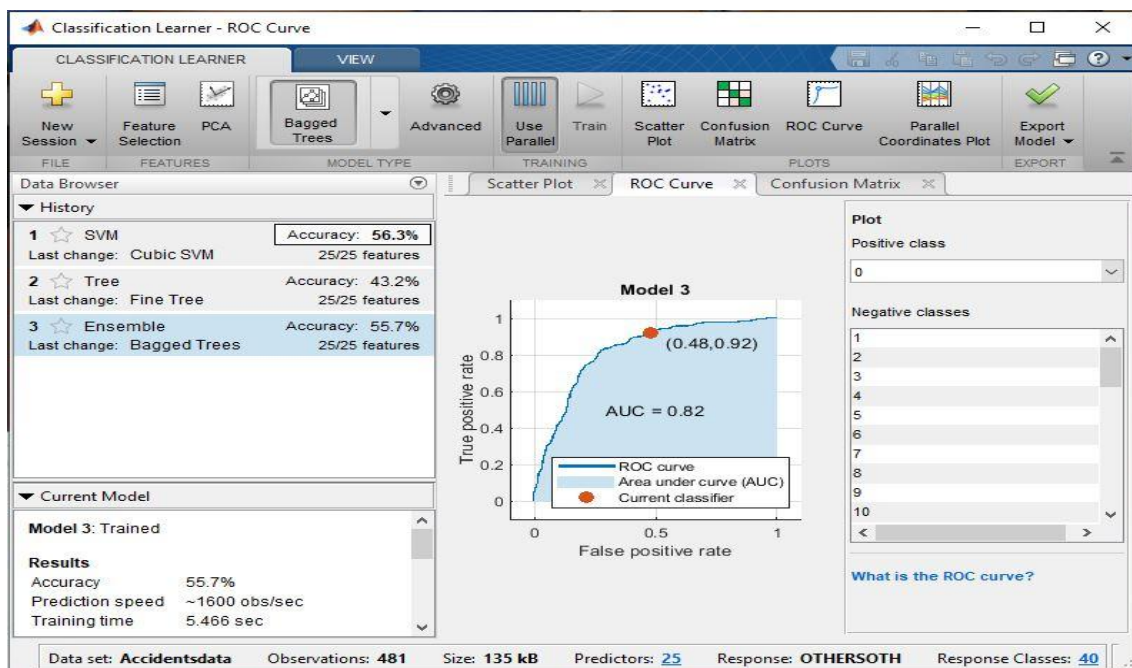 Classification Learner - ROC Curve
CLASSIFICATION LEARNER VIEW
New Session
Feature Selection
PCA
Bagged Trees
Advanced
Use Parallel
Train
Scatter Plot
Confusion Matrix
ROC Curve
Parallel Coordinates Plot
Export Model
FILE FEATURES MODEL TYPE TRAINING PLOTS EXPORT
Data Browser
History
1 SVM Accuracy: 56.3%
Last change: Cubic SVM 25/25 features
2 Tree Accuracy: 43.2%
Last change: Fine Tree 25/25 features
3 Ensemble Accuracy: 55.7%
Last change: Bagged Trees 25/25 features
Current Model
Model 3: Trained
Results
Accuracy 55.7%
Prediction speed ~1600 obs/sec
Training time 5.466 sec
Scatter Plot ROC Curve Confusion Matrix
Model 3
1
0.8
0.6
0.4
0.2
0
True positive rate
(0.48,0.92)
AUC = 0.82
ROC curve
Area under curve (AUC)
Current classifier
0 0.5 1
False positive rate
Plot
Positive class
0
Negative classes
1
2
3
4
5
6
7
8
9
10
What is the ROC curve?
Data set: Accidentsdata Observations: 481 Size: 135 kB Predictors: 25 Response: OTHERSOTH Response Classes: 40